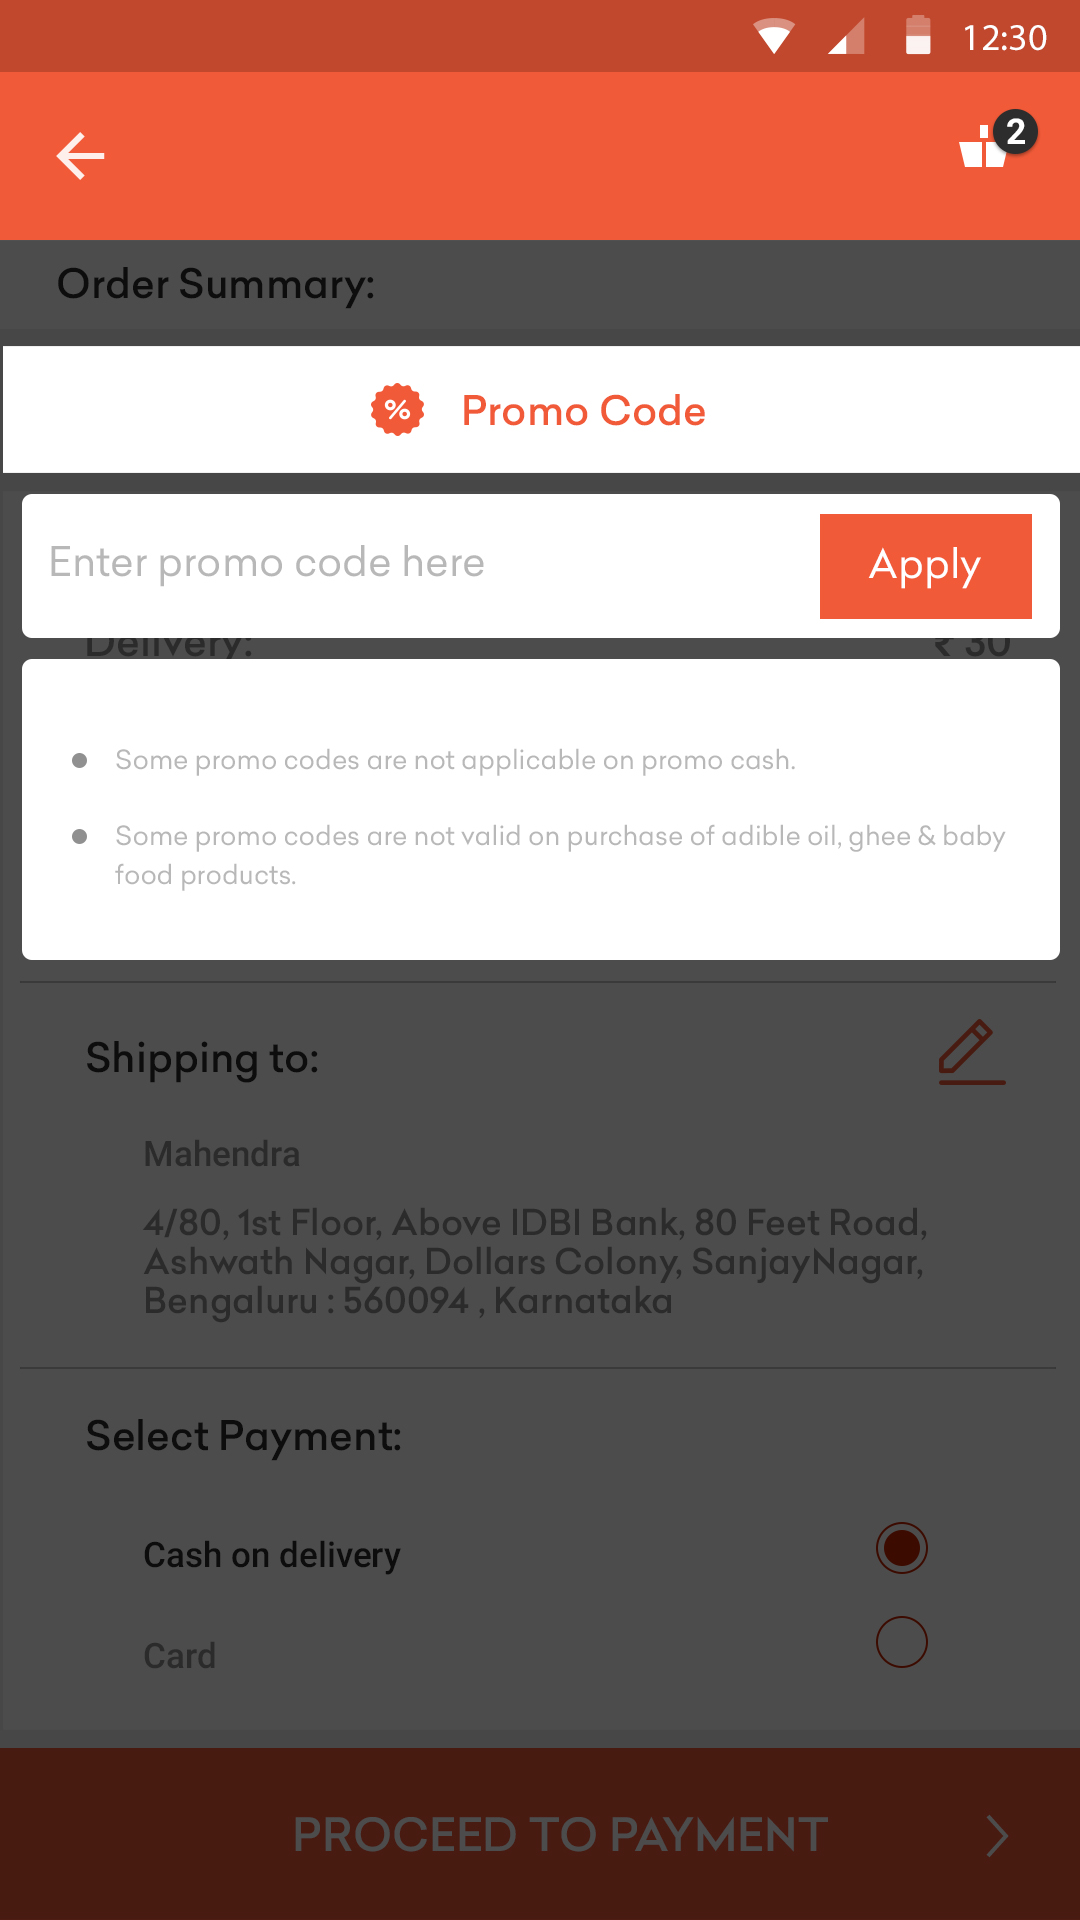 12:30
2
Order Summary:
% Promo Code
Enter promo code here
Apply
Delivery: ₹ 30
Some promo codes are not applicable on promo cash.
Some promo codes are not valid on purchase of adible oil, ghee & baby
food products.
Shipping to:
Mahendra
4/80, 1st Floor, Above IDBI Bank, 80 Feet Road,
Ashwath Nagar, Dollars Colony, SanjayNagar,
Bengaluru : 560094 , Karnataka
Select Payment:
Cash on delivery
Card
PROCEED TO PAYMENT